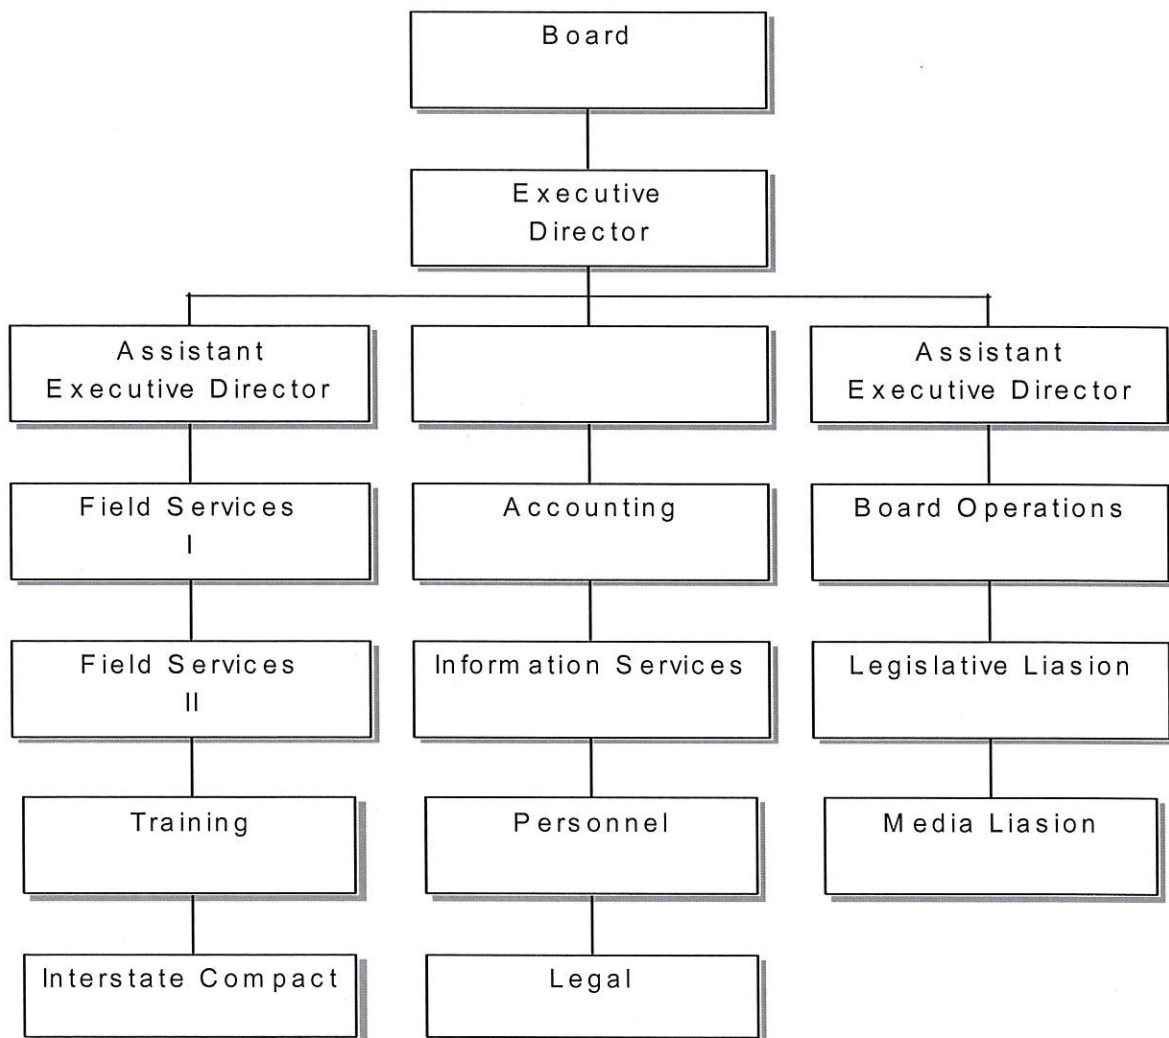 Board
Executive
Director
Assistant
Executive Director
Assistant
Executive Director
Field Services
I
Accounting
Board Operations
Field Services
II
Information Services
Legislative Liasion
Training
Personnel
Media Liasion
Interstate Compact
Legal